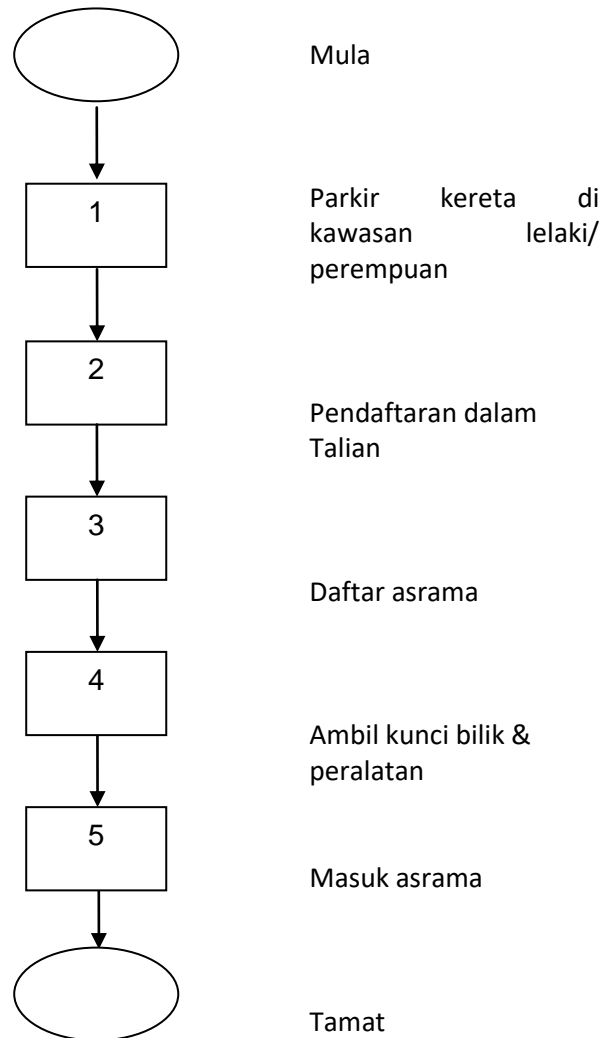 Mula
1
Parkir kereta di
kawasan lelaki/
perempuan
2
Pendaftaran dalam
Talian
3
Daftar asrama
4
Ambil kunci bilik &
peralatan
5
Masuk asrama
Tamat